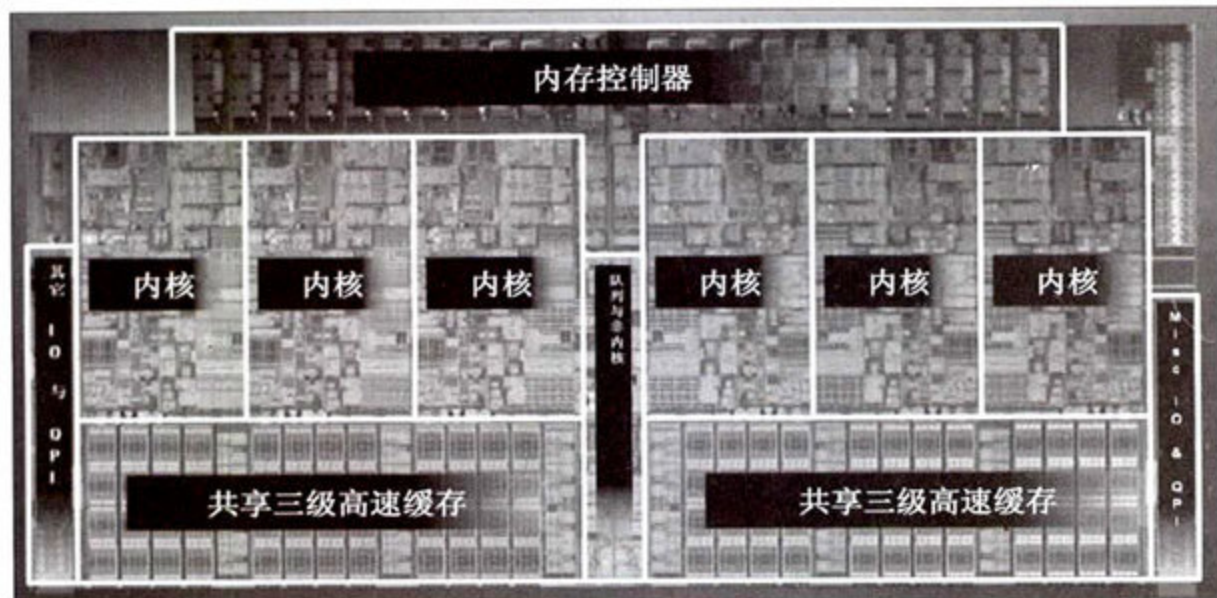 内存控制器
内核
内核
内核
内核
内核
内核
其它 IO 与 QPI
队列与非内核
Misc IO & QPI
共享三级高速缓存
共享三级高速缓存